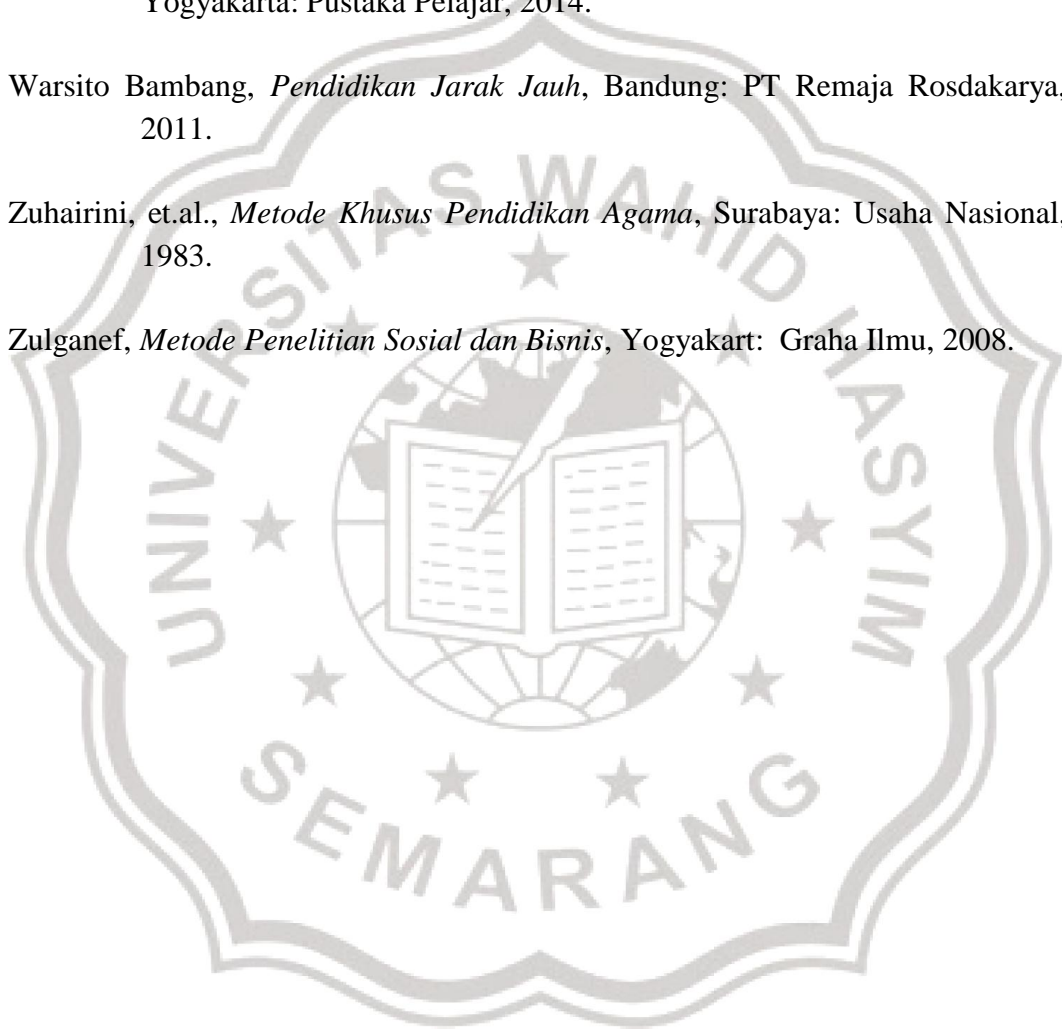 Yogyakarta: Pustaka Pelajar, 2014.
Warsito Bambang, Pendidikan Jarak Jauh, Bandung: PT Remaja Rosdakarya,
2011.
Zuhairini, et.al., Metode Khusus Pendidikan Agama, Surabaya: Usaha Nasional,
1983.
Zulganef, Metode Penelitian Sosial dan Bisnis, Yogyakart: Graha Ilmu, 2008.
UNIVERSITAS WAHID HASYIM
SEMARANG